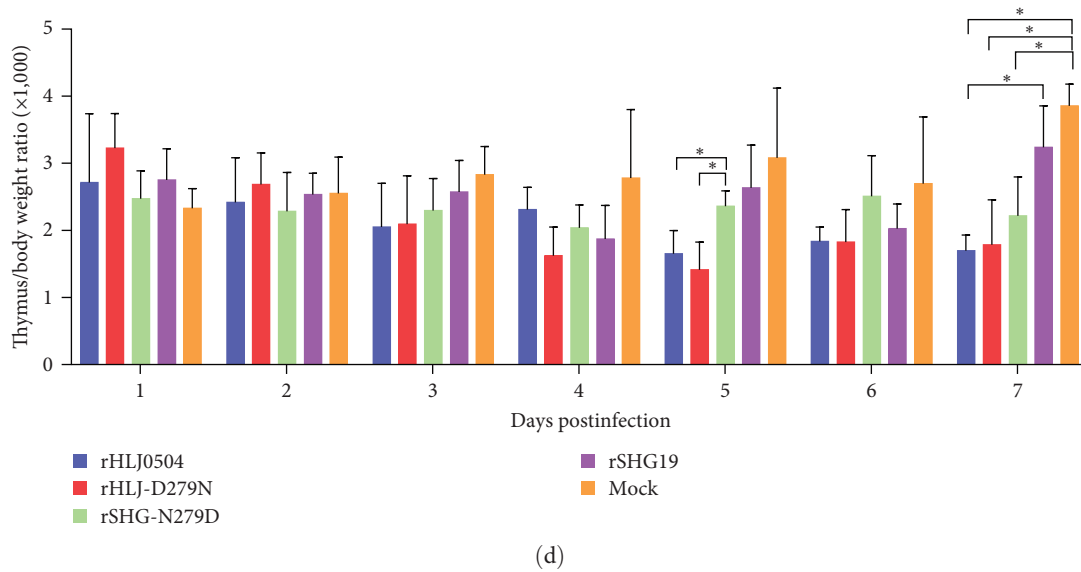 5
4
3
2
1
0
Thymus/body weight ratio (×1,000)
* *
*
*
*
*
1 2 3 4 5 6 7
Days postinfection
rHLJ0504
rHLJ-D279N
rSHG-N279D
rSHG19
Mock
(d)